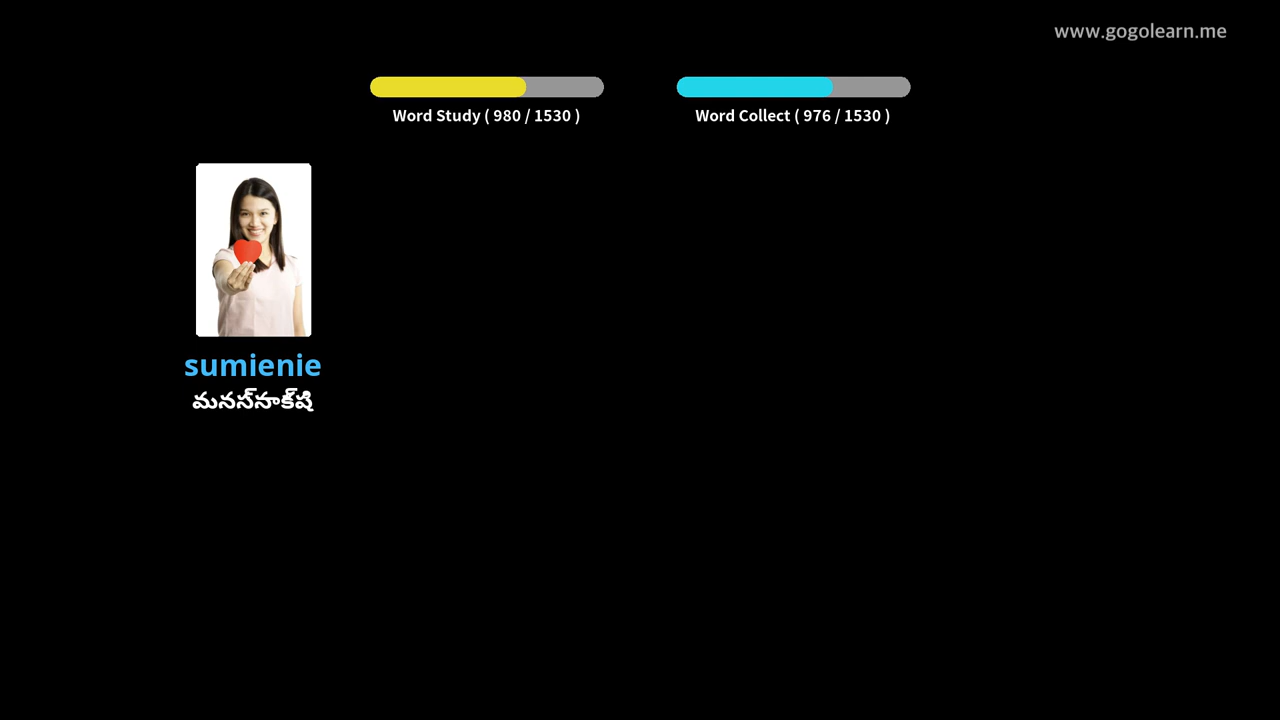 www.gogolearn.me
Word Study ( 980 / 1530 )
Word Collect ( 976 / 1530 )
sumienie
మనస్‌సాక్‌షి